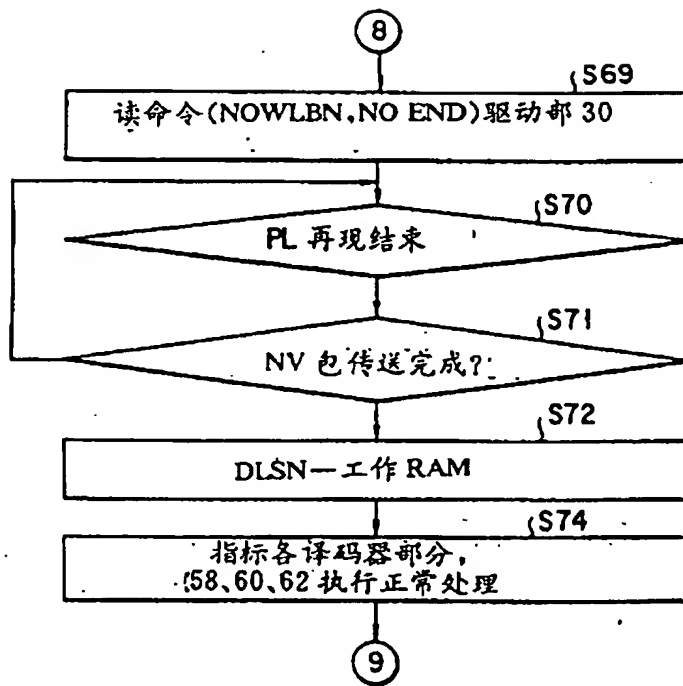 8
S69
读命令(NOWLBN,NO END)驱动部 30
S70
PL 再现结束
S71
NV 包传送完成?
S72
DLSN—工作 RAM
S74
指标各译码器部分,
58、60、62 执行正常处理
9